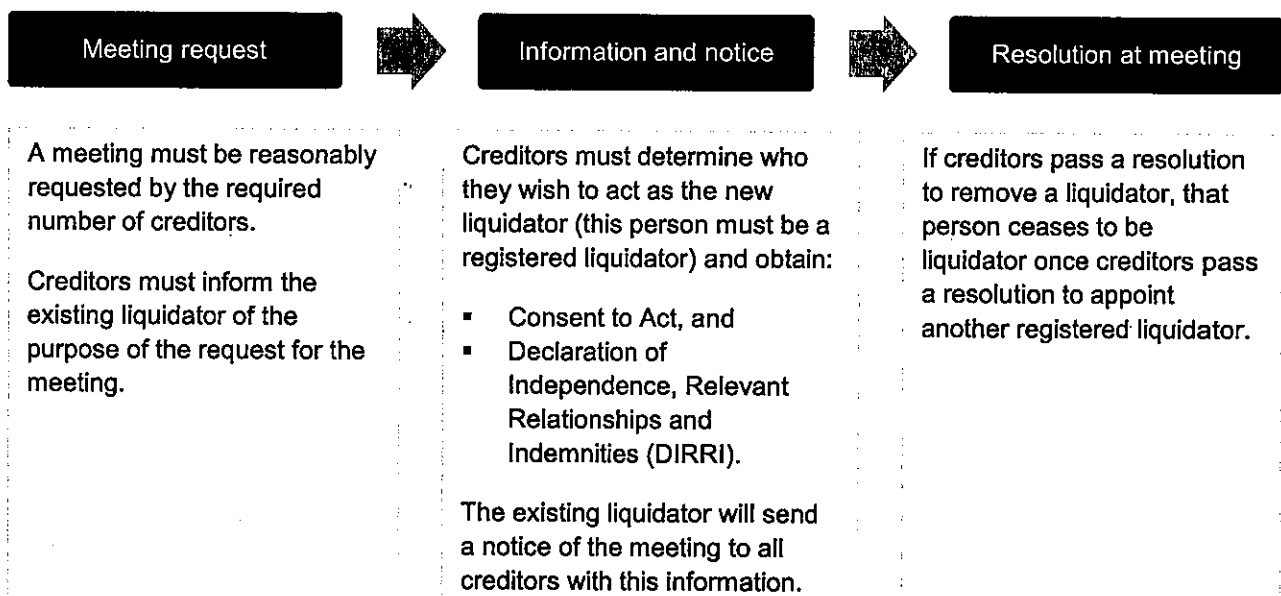 Meeting request
Information and notice
Resolution at meeting
A meeting must be reasonably
requested by the required
number of creditors.
Creditors must inform the
existing liquidator of the
purpose of the request for the
meeting.
Creditors must determine who
they wish to act as the new
liquidator (this person must be a
registered liquidator) and obtain:
▪ Consent to Act, and
▪ Declaration of
Independence, Relevant
Relationships and
Indemnities (DIRRI).
The existing liquidator will send
a notice of the meeting to all
creditors with this information.
If creditors pass a resolution
to remove a liquidator, that
person ceases to be
liquidator once creditors pass
a resolution to appoint
another registered liquidator.